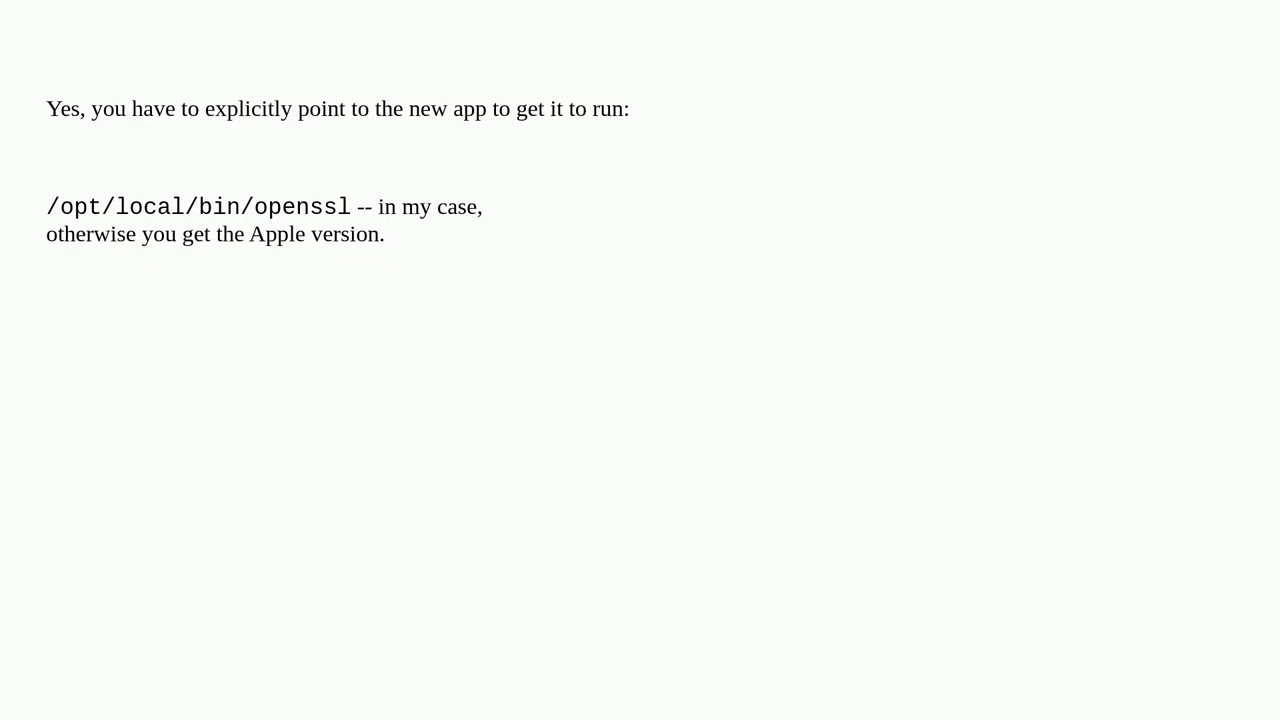 Yes, you have to explicitly point to the new app to get it to run:
/opt/local/bin/openssl -- in my case,
otherwise you get the Apple version.